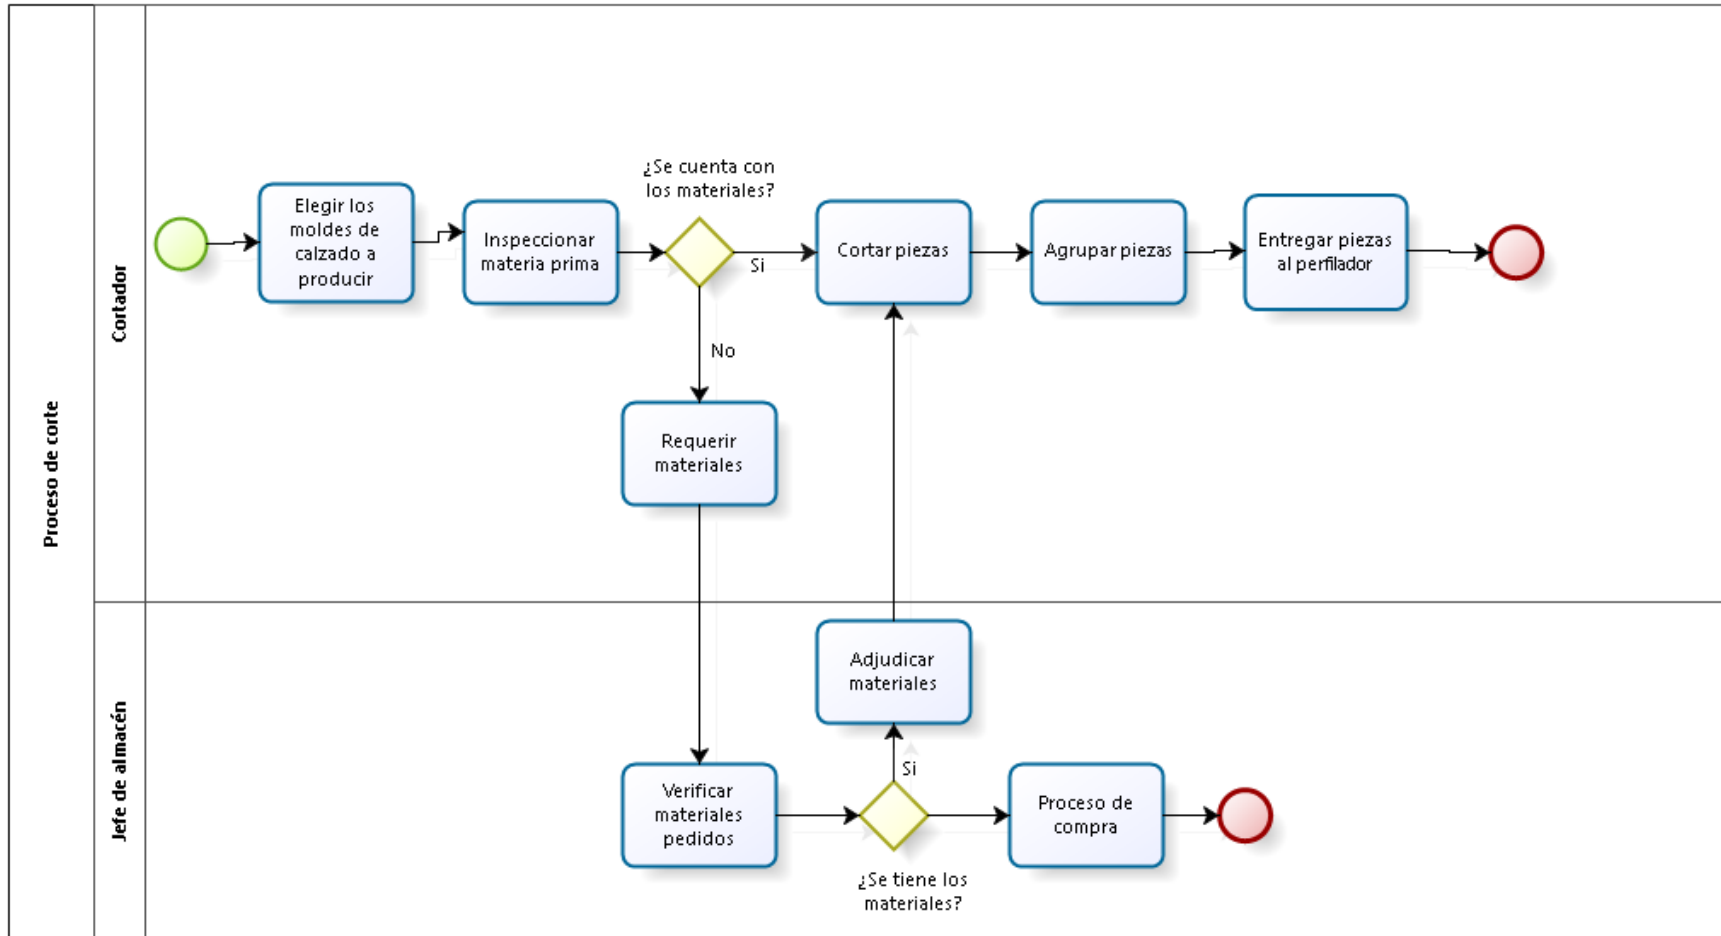 Proceso de corte
Cortador
Elegir los
moldes de
calzado a
producir
Inspeccionar
materia prima
¿Se cuenta con
los materiales?
Si
No
Cortar piezas
Agrupar piezas
Entregar piezas
al perfilador
Requerir
materiales
Jefe de almacén
Verificar
materiales
pedidos
¿Se tiene los
materiales?
Si
Adjudicar
materiales
Proceso de
compra